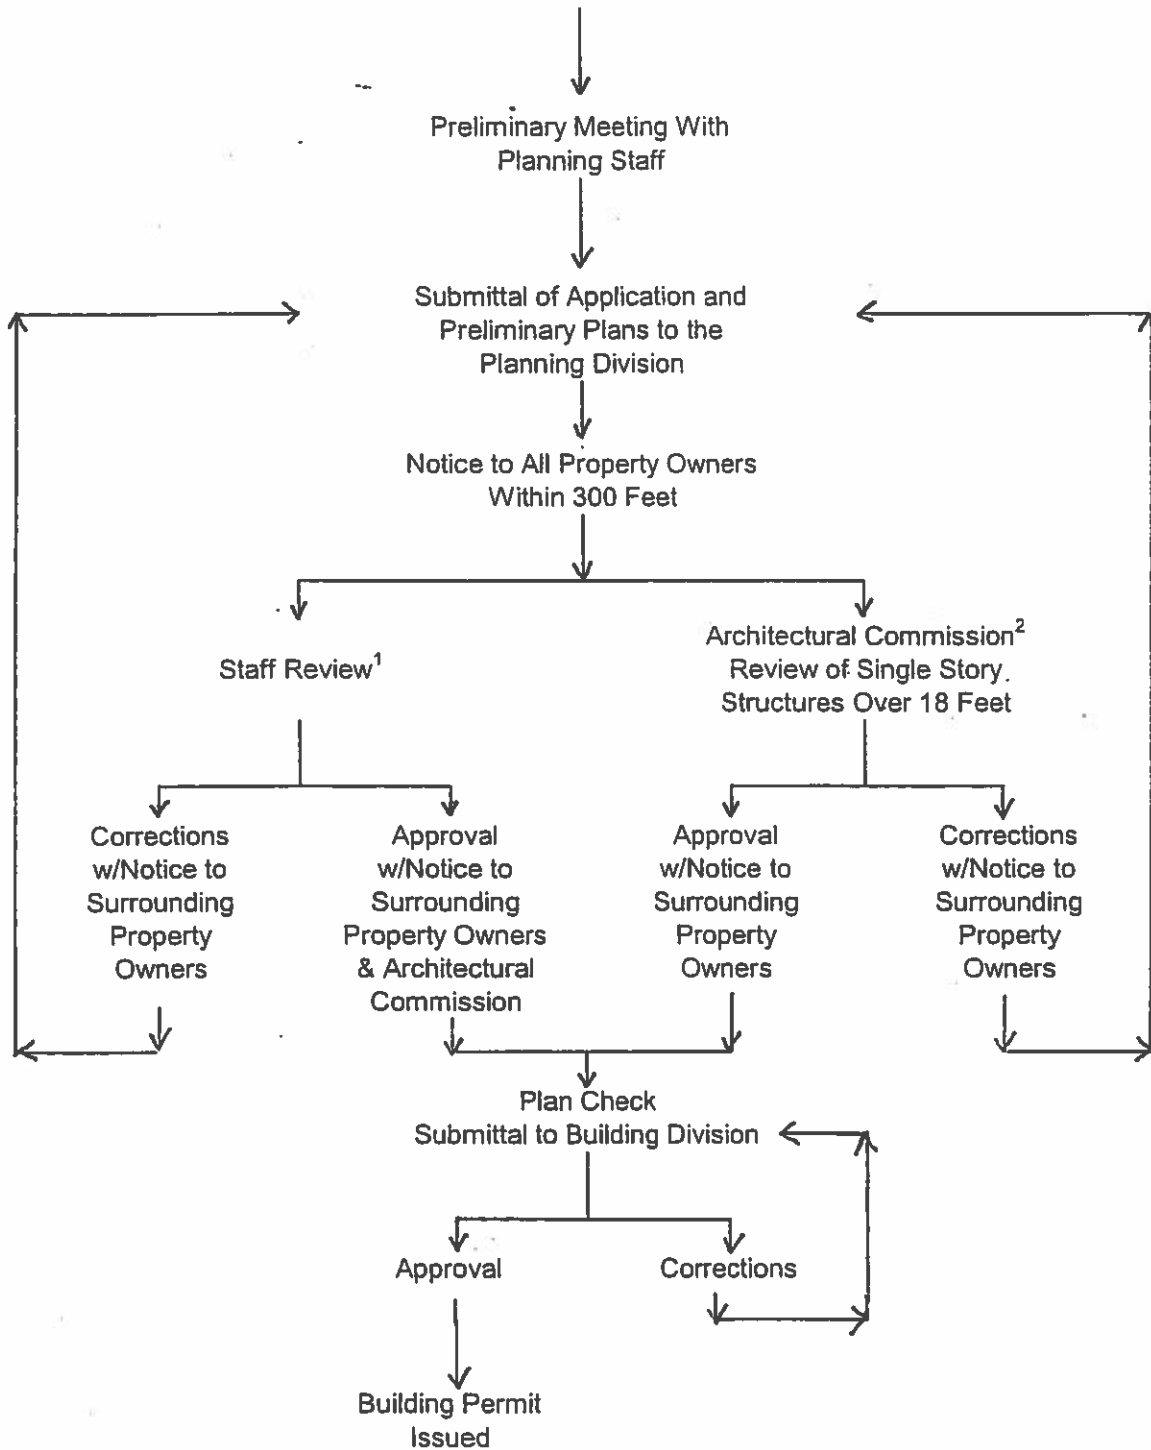 Preliminary Meeting With
Planning Staff
Submittal of Application and
Preliminary Plans to the
Planning Division
Notice to All Property Owners
Within 300 Feet
Staff Review¹
Architectural Commission²
Review of Single Story
Structures Over 18 Feet
Corrections
w/Notice to
Surrounding
Property
Owners
Approval
w/Notice to
Surrounding
Property Owners
& Architectural
Commission
Approval
w/Notice to
Surrounding
Property
Owners
Corrections
w/Notice to
Surrounding
Property
Owners
Plan Check
Submittal to Building Division
Approval
Corrections
Building Permit
Issued